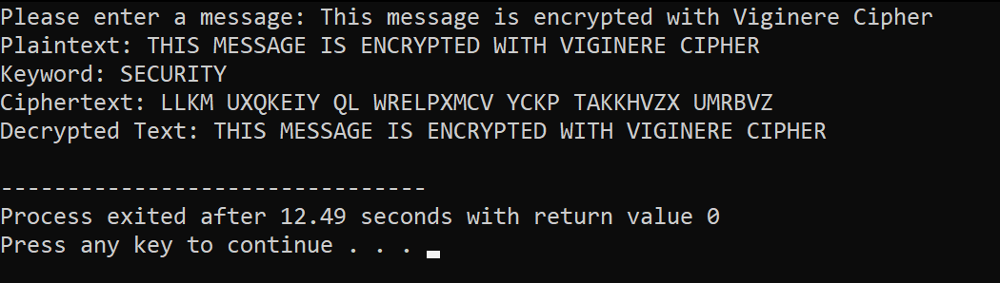 Please enter a message: This message is encrypted with Viginere Cipher
Plaintext: THIS MESSAGE IS ENCRYPTED WITH VIGINERE CIPHER
Keyword: SECURITY
Ciphertext: LLKM UXQKEIY QL WRELPXMCV YCKP TAKKHVZX UMRBVZ
Decrypted Text: THIS MESSAGE IS ENCRYPTED WITH VIGINERE CIPHER
--------------------------------
Process exited after 12.49 seconds with return value 0
Press any key to continue . . .